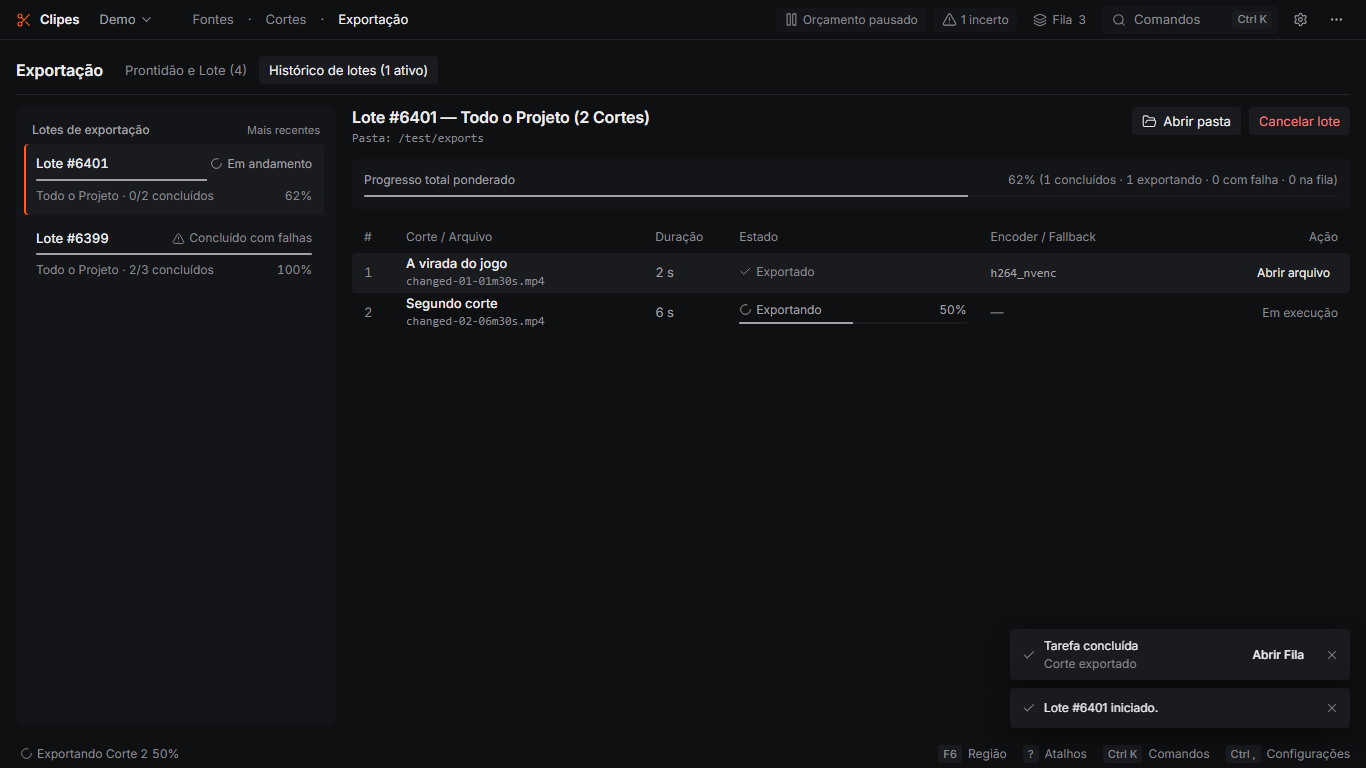 Clipes Demo Fontes · Cortes · Exportação Orçamento pausado 1 incerto Fila 3 Comandos Ctrl K
Exportação Prontidão e Lote (4) Histórico de lotes (1 ativo)
Lotes de exportação Mais recentes
Lote #6401 Em andamento
Todo o Projeto · 0/2 concluídos 62%
Lote #6399 Concluído com falhas
Todo o Projeto · 2/3 concluídos 100%
Lote #6401 — Todo o Projeto (2 Cortes)
Pasta: /test/exports
Abrir pasta Cancelar lote
Progresso total ponderado 62% (1 concluídos · 1 exportando · 0 com falha · 0 na fila)
# Corte / Arquivo Duração Estado Encoder / Fallback Ação
1 A virada do jogo 2 s Exportado h264_nvenc Abrir arquivo
changed-01-01m30s.mp4
2 Segundo corte 6 s Exportando 50% — Em execução
changed-02-06m30s.mp4
Tarefa concluída Abrir Fila
Corte exportado
Lote #6401 iniciado.
Exportando Corte 2 50% F6 Região ? Atalhos Ctrl K Comandos Ctrl , Configurações